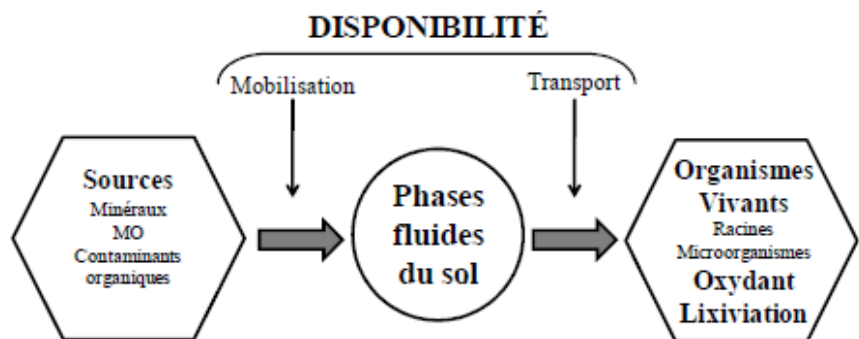 DISPONIBILITÉ
Mobilisation
Transport
Sources
Minéraux
MO
Contaminants
organiques
Phases
fluides
du sol
Organismes
Vivants
Racines
Microorganismes
Oxydant
Lixiviation